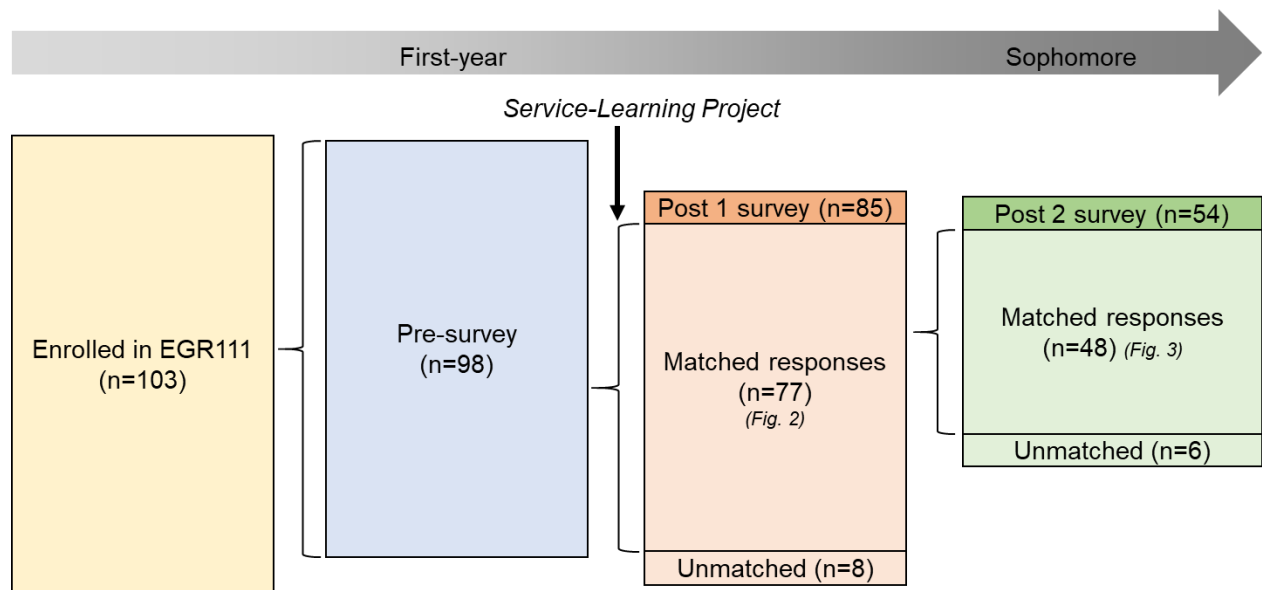 First-year
Sophomore
Service-Learning Project
Enrolled in EGR111
(n=103)
Pre-survey
(n=98)
Post 1 survey (n=85)
Matched responses
(n=77)
(Fig. 2)
Unmatched (n=8)
Post 2 survey (n=54)
Matched responses
(n=48) (Fig. 3)
Unmatched (n=6)